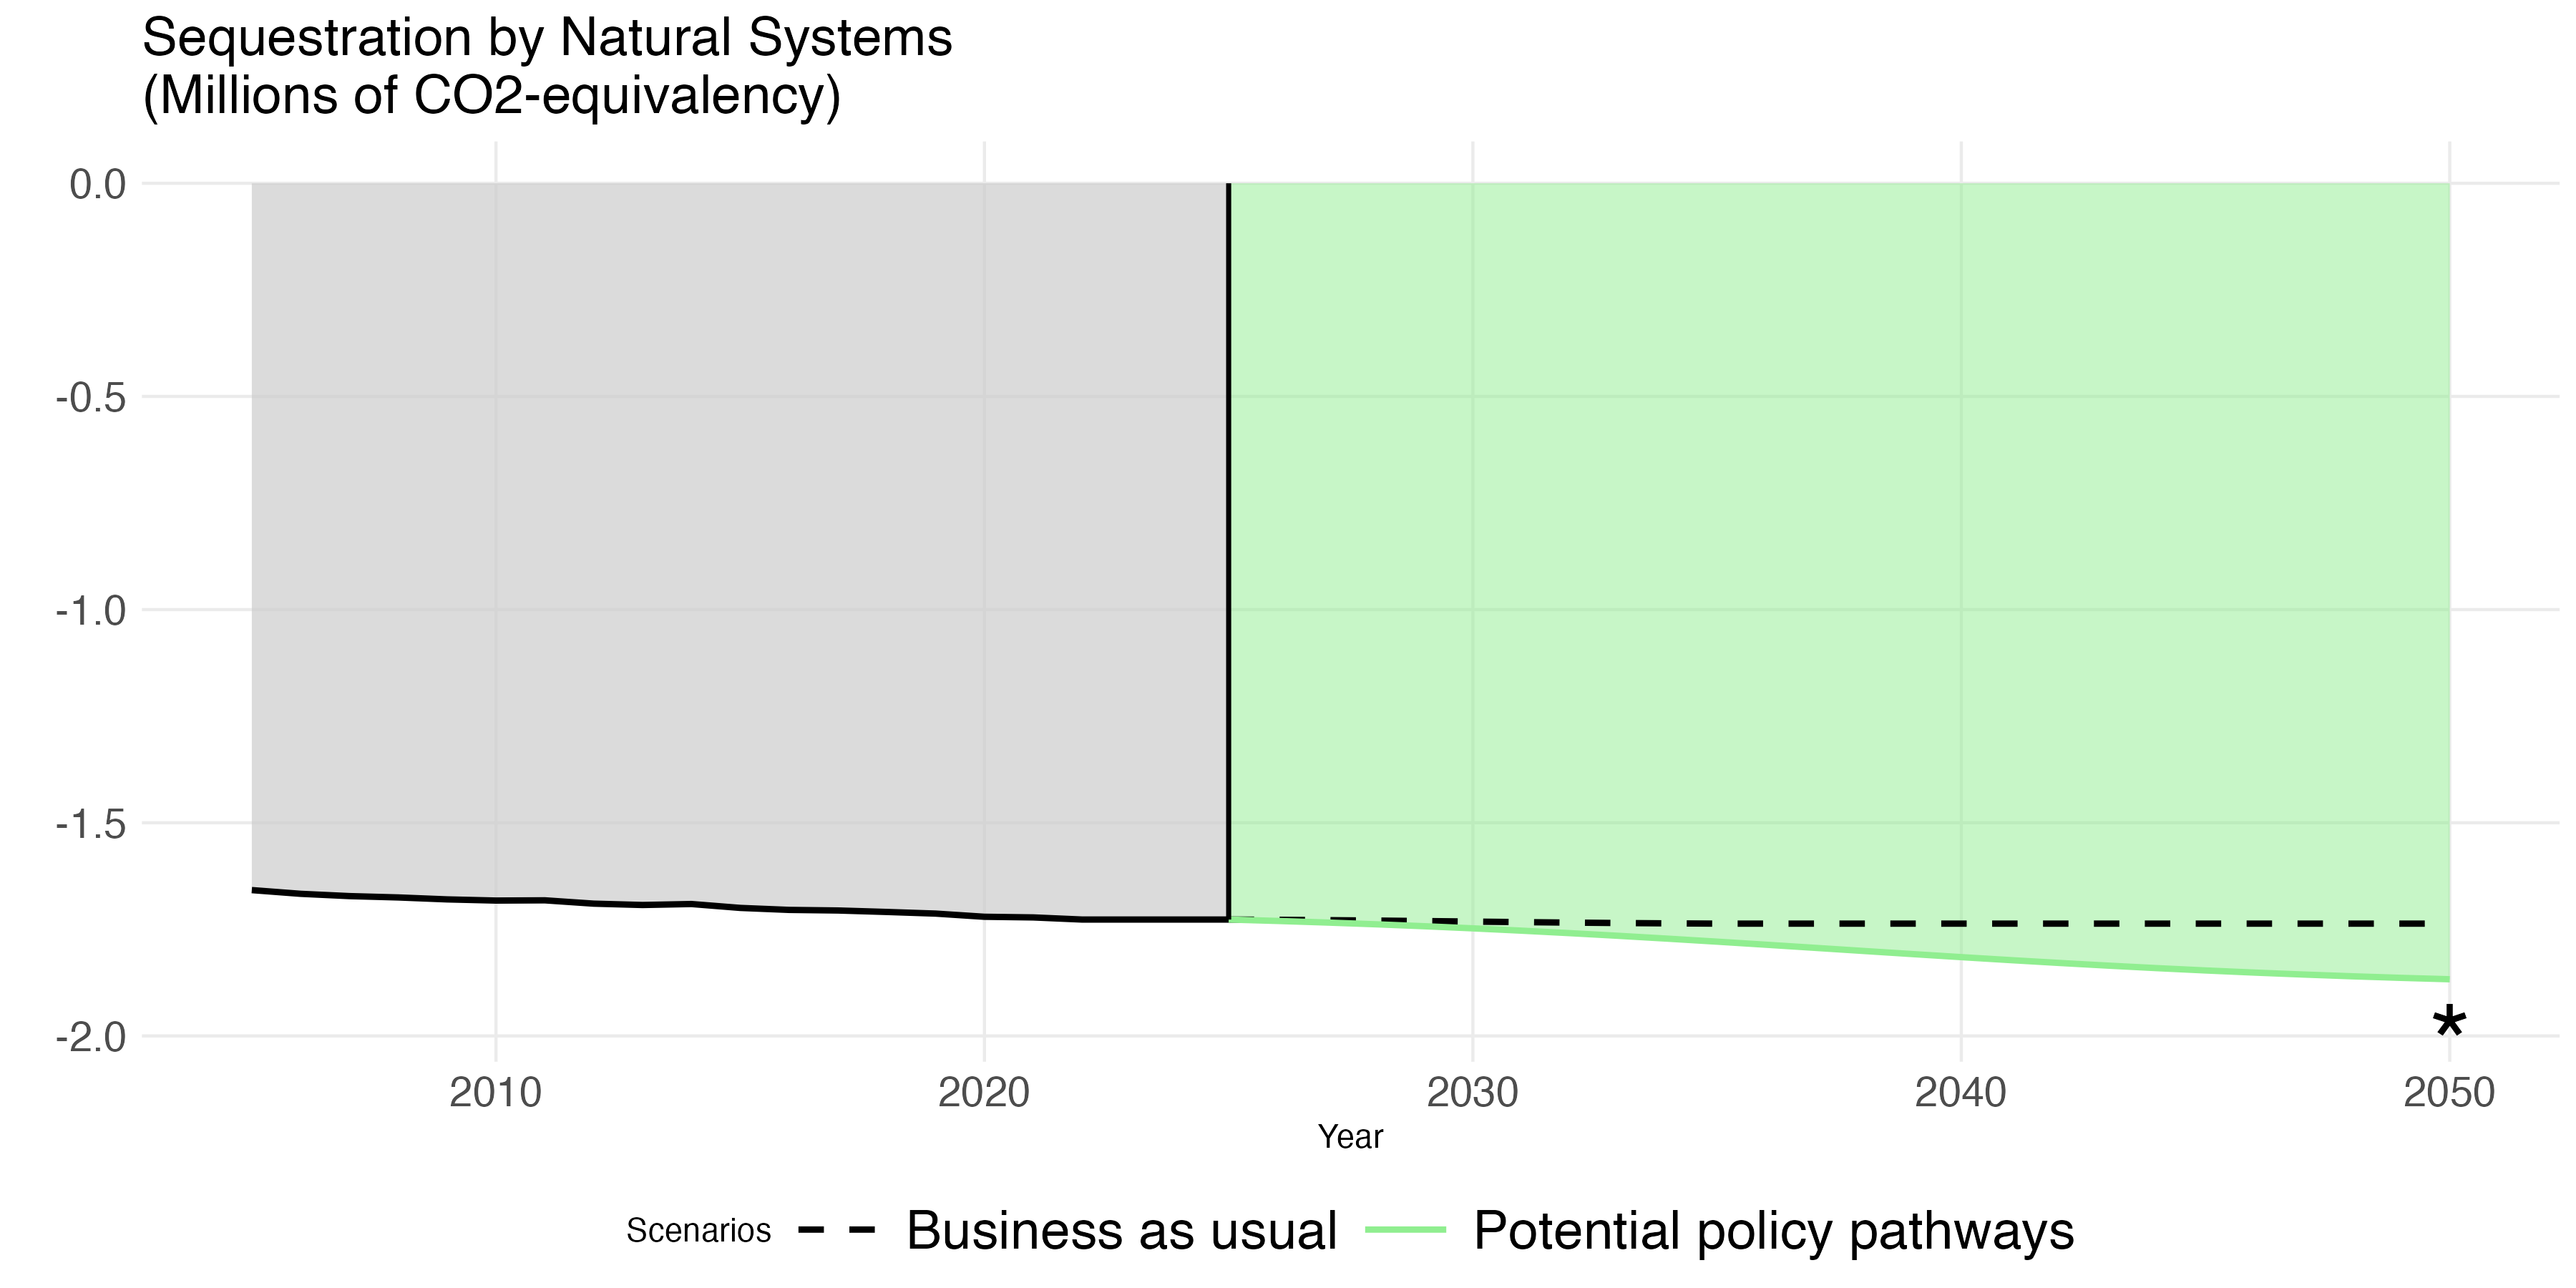 Sequestration by Natural Systems
(Millions of CO2-equivalency)
0.0
-0.5
-1.0
-1.5
-2.0
*
2010 2020 2030 2040 2050
Year
Scenarios Business as usual Potential policy pathways